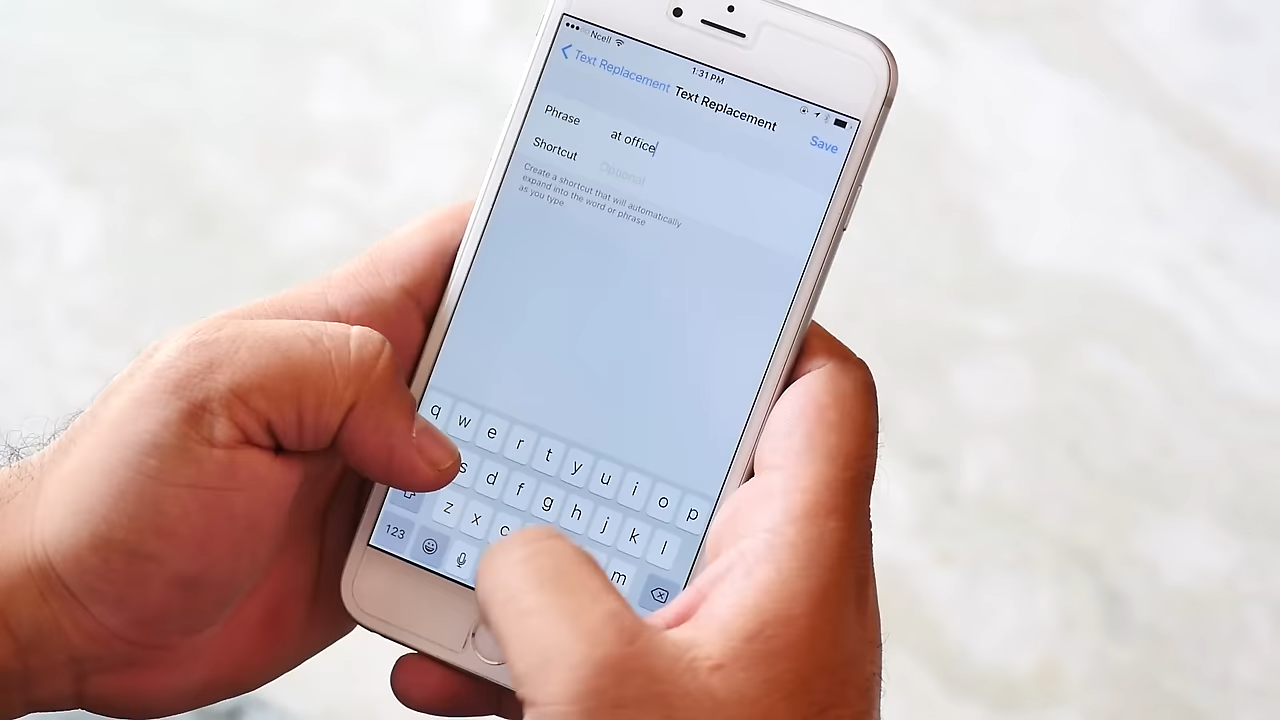 Ncell
1:31 PM
Text Replacement
Text Replacement
Save
Phrase
at office
Shortcut
Optional
Create a shortcut that will automatically
expand into the word or phrase
as you type
q w e r t y u i o p
s d f g h j k l
z x c m
123